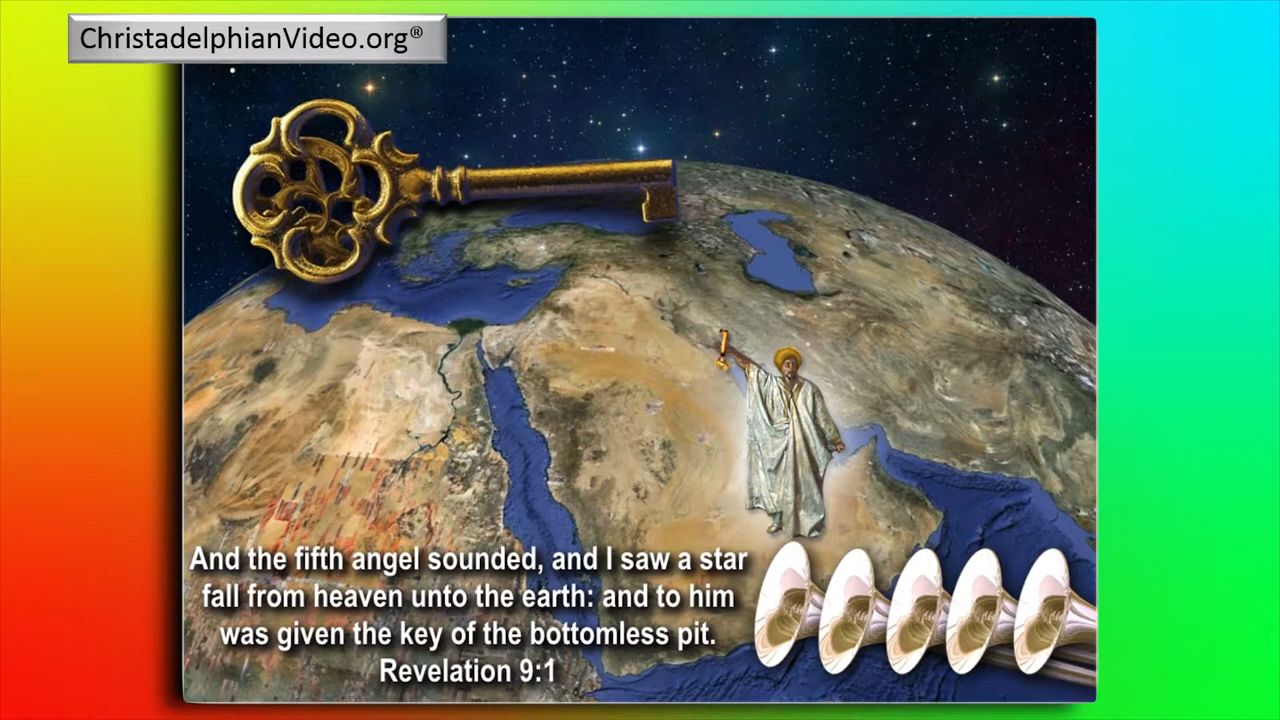 ChristadelphianVideo.org®
And the fifth angel sounded, and I saw a star
fall from heaven unto the earth: and to him
was given the key of the bottomless pit.
Revelation 9:1